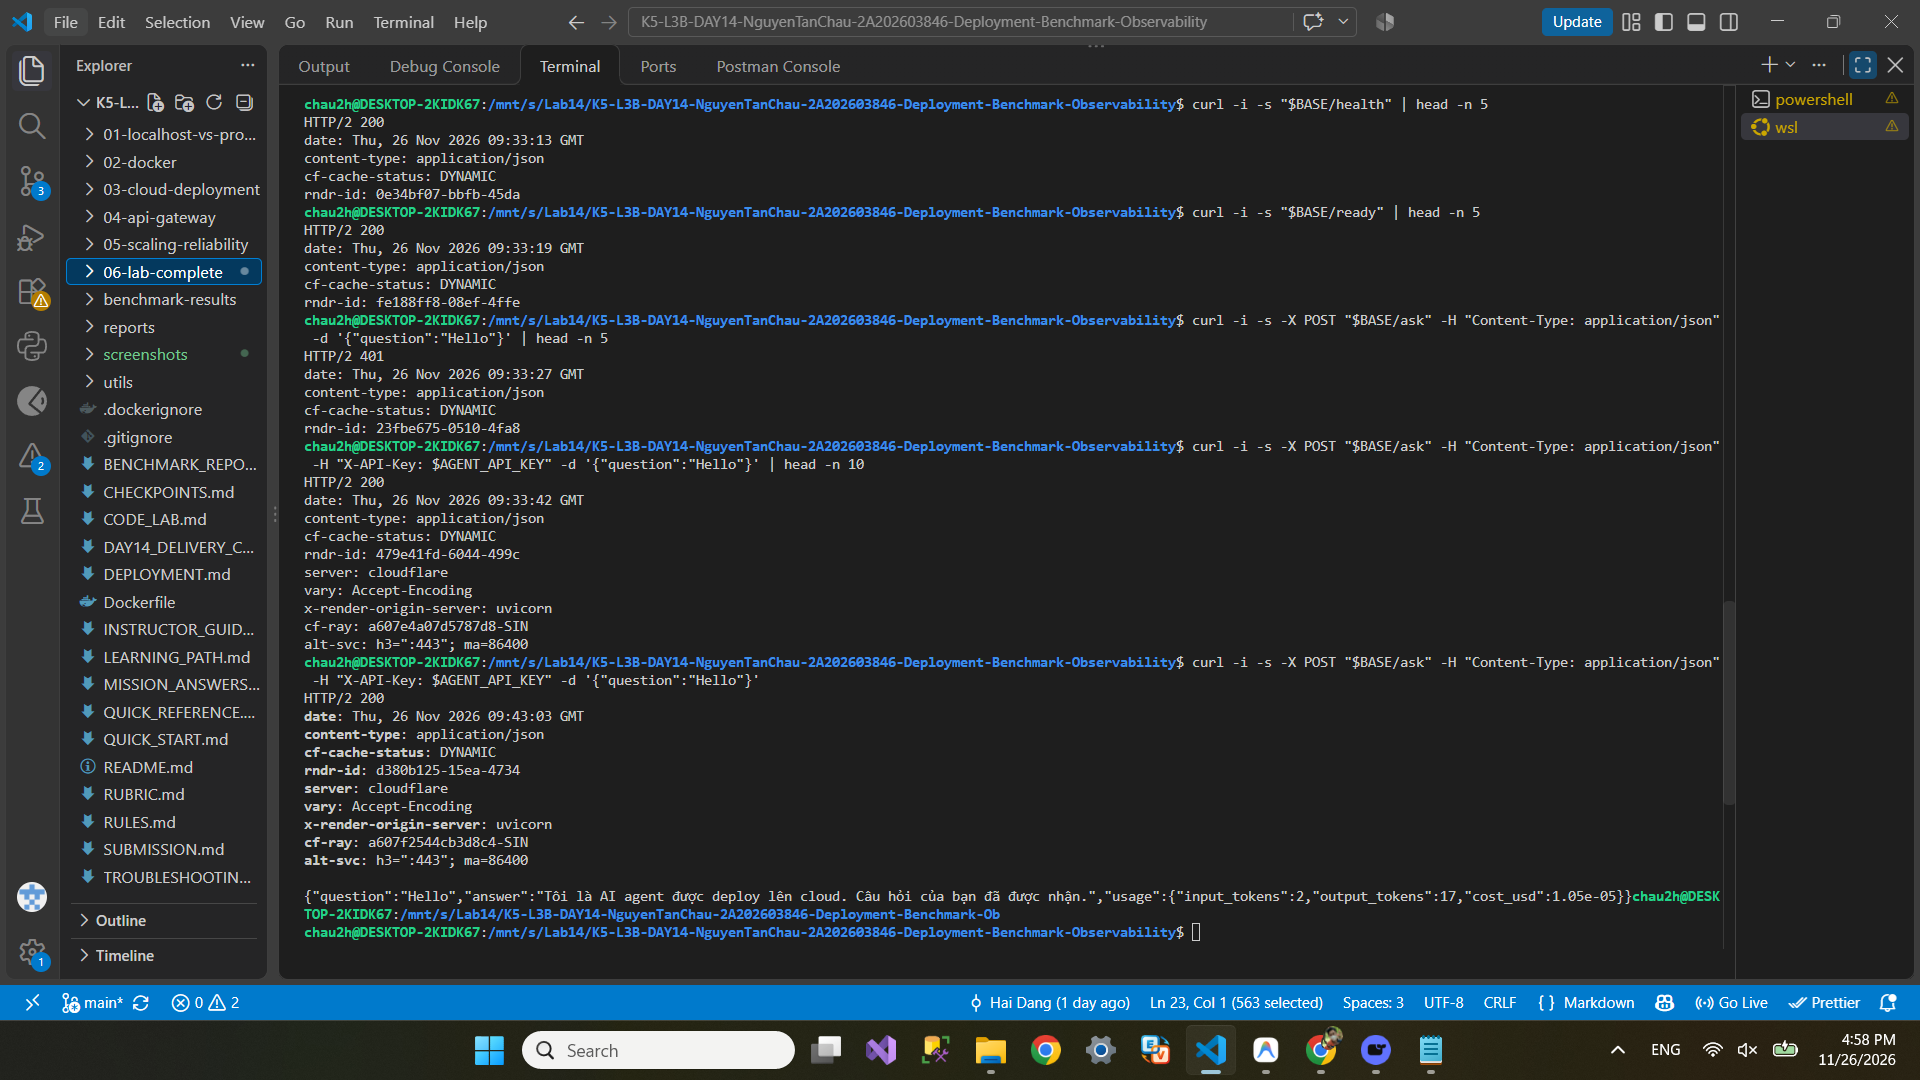 File Edit Selection View Go Run Terminal Help
K5-L3B-DAY14-NguyenTanChau-2A202603846-Deployment-Benchmark-Observability
Update
Explorer
K5-L...
01-localhost-vs-pro...
02-docker
03-cloud-deployment
04-api-gateway
05-scaling-reliability
06-lab-complete
benchmark-results
reports
screenshots
utils
.dockerignore
.gitignore
BENCHMARK_REPO...
CHECKPOINTS.md
CODE_LAB.md
DAY14_DELIVERY_C...
DEPLOYMENT.md
Dockerfile
INSTRUCTOR_GUID...
LEARNING_PATH.md
MISSION_ANSWERS...
QUICK_REFERENCE....
QUICK_START.md
README.md
RUBRIC.md
RULES.md
SUBMISSION.md
TROUBLESHOOTIN...
Outline
Timeline
3
2
1
Output Debug Console Terminal Ports Postman Console
powershell
wsl
chau2h@DESKTOP-2KIDK67:/mnt/s/Lab14/K5-L3B-DAY14-NguyenTanChau-2A202603846-Deployment-Benchmark-Observability$ curl -i -s "$BASE/health" | head -n 5
HTTP/2 200
date: Thu, 26 Nov 2026 09:33:13 GMT
content-type: application/json
cf-cache-status: DYNAMIC
rndr-id: 0e34bf07-bbfb-45da
chau2h@DESKTOP-2KIDK67:/mnt/s/Lab14/K5-L3B-DAY14-NguyenTanChau-2A202603846-Deployment-Benchmark-Observability$ curl -i -s "$BASE/ready" | head -n 5
HTTP/2 200
date: Thu, 26 Nov 2026 09:33:19 GMT
content-type: application/json
cf-cache-status: DYNAMIC
rndr-id: fe188ff8-08ef-4ffe
chau2h@DESKTOP-2KIDK67:/mnt/s/Lab14/K5-L3B-DAY14-NguyenTanChau-2A202603846-Deployment-Benchmark-Observability$ curl -i -s -X POST "$BASE/ask" -H "Content-Type: application/json"
-d '{"question":"Hello"}' | head -n 5
HTTP/2 401
date: Thu, 26 Nov 2026 09:33:27 GMT
content-type: application/json
cf-cache-status: DYNAMIC
rndr-id: 23fbe675-0510-4fa8
chau2h@DESKTOP-2KIDK67:/mnt/s/Lab14/K5-L3B-DAY14-NguyenTanChau-2A202603846-Deployment-Benchmark-Observability$ curl -i -s -X POST "$BASE/ask" -H "Content-Type: application/json"
-H "X-API-Key: $AGENT_API_KEY" -d '{"question":"Hello"}' | head -n 10
HTTP/2 200
date: Thu, 26 Nov 2026 09:33:42 GMT
content-type: application/json
cf-cache-status: DYNAMIC
rndr-id: 479e41fd-6044-499c
server: cloudflare
vary: Accept-Encoding
x-render-origin-server: uvicorn
cf-ray: a607e4a07d5787d8-SIN
alt-svc: h3=":443"; ma=86400
chau2h@DESKTOP-2KIDK67:/mnt/s/Lab14/K5-L3B-DAY14-NguyenTanChau-2A202603846-Deployment-Benchmark-Observability$ curl -i -s -X POST "$BASE/ask" -H "Content-Type: application/json"
-H "X-API-Key: $AGENT_API_KEY" -d '{"question":"Hello"}'
HTTP/2 200
date: Thu, 26 Nov 2026 09:43:03 GMT
content-type: application/json
cf-cache-status: DYNAMIC
rndr-id: d380b125-15ea-4734
server: cloudflare
vary: Accept-Encoding
x-render-origin-server: uvicorn
cf-ray: a607f2544cb3d8c4-SIN
alt-svc: h3=":443"; ma=86400
{"question":"Hello","answer":"Tôi là AI agent được deploy lên cloud. Câu hỏi của bạn đã được nhận.","usage":{"input_tokens":2,"output_tokens":17,"cost_usd":1.05e-05}}chau2h@DESK
TOP-2KIDK67:/mnt/s/Lab14/K5-L3B-DAY14-NguyenTanChau-2A202603846-Deployment-Benchmark-Ob
chau2h@DESKTOP-2KIDK67:/mnt/s/Lab14/K5-L3B-DAY14-NguyenTanChau-2A202603846-Deployment-Benchmark-Observability$
main* 0 2 Hai Dang (1 day ago) Ln 23, Col 1 (563 selected) Spaces: 3 UTF-8 CRLF { } Markdown Go Live Prettier
Search
ENG
4:58 PM
11/26/2026